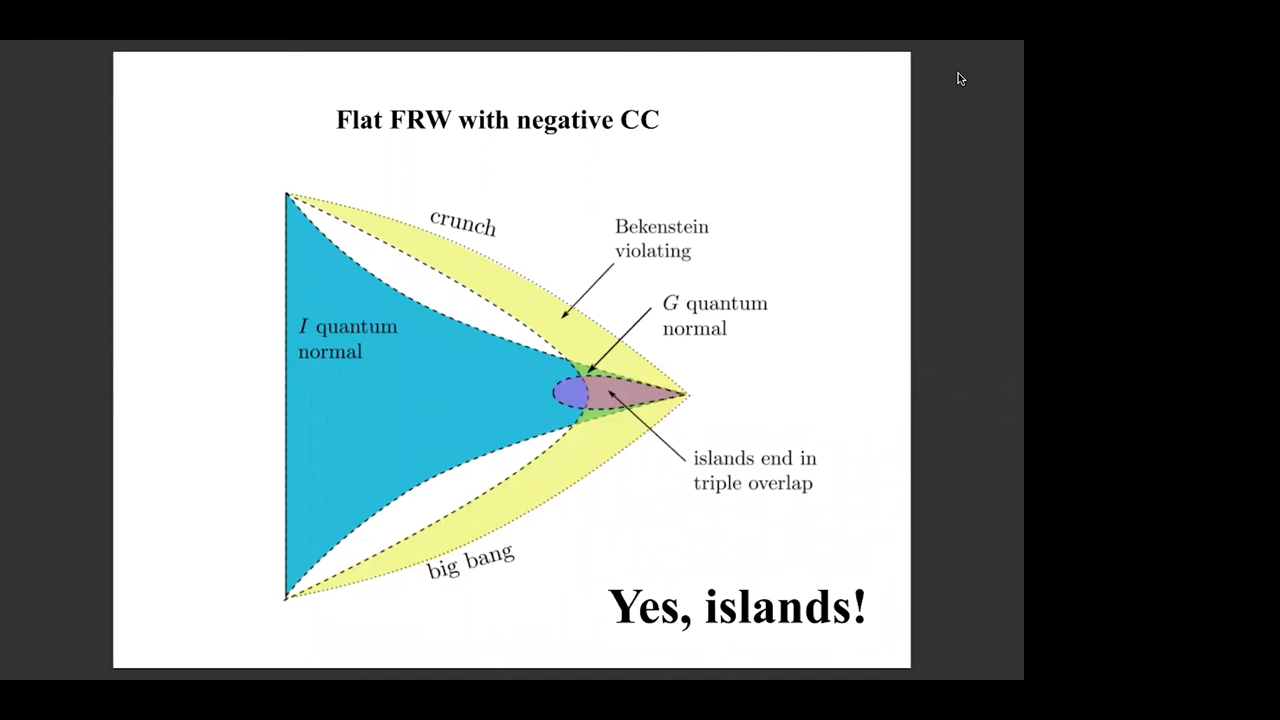 Flat FRW with negative CC
crunch
Bekenstein
violating
G quantum
normal
I quantum
normal
islands end in
triple overlap
big bang
Yes, islands!